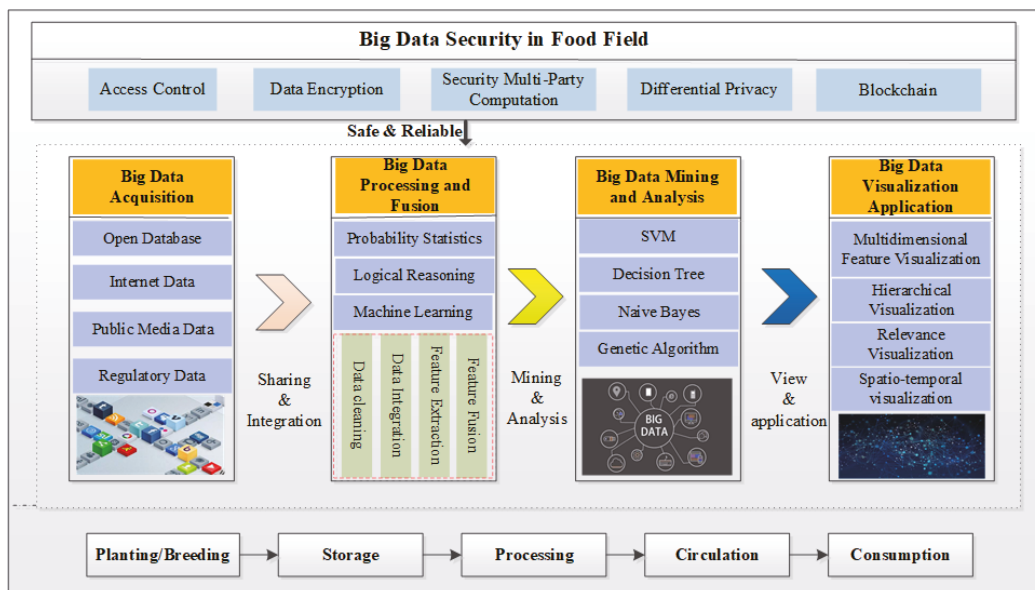 Big Data Security in Food Field
Access Control
Data Encryption
Security Multi-Party
Computation
Differential Privacy
Blockchain
Safe & Reliable
Big Data
Acquisition
Open Database
Internet Data
Public Media Data
Regulatory Data
Sharing
&
Integration
Big Data
Processing and
Fusion
Probability Statistics
Logical Reasoning
Machine Learning
Data cleaning
Data Integration
Feature Extraction
Feature Fusion
Mining
&
Analysis
Big Data Mining
and Analysis
SVM
Decision Tree
Naive Bayes
Genetic Algorithm
BIG
DATA
View
&
application
Big Data
Visualization
Application
Multidimensional
Feature Visualization
Hierarchical
Visualization
Relevance
Visualization
Spatio-temporal
visualization
Planting/Breeding
Storage
Processing
Circulation
Consumption